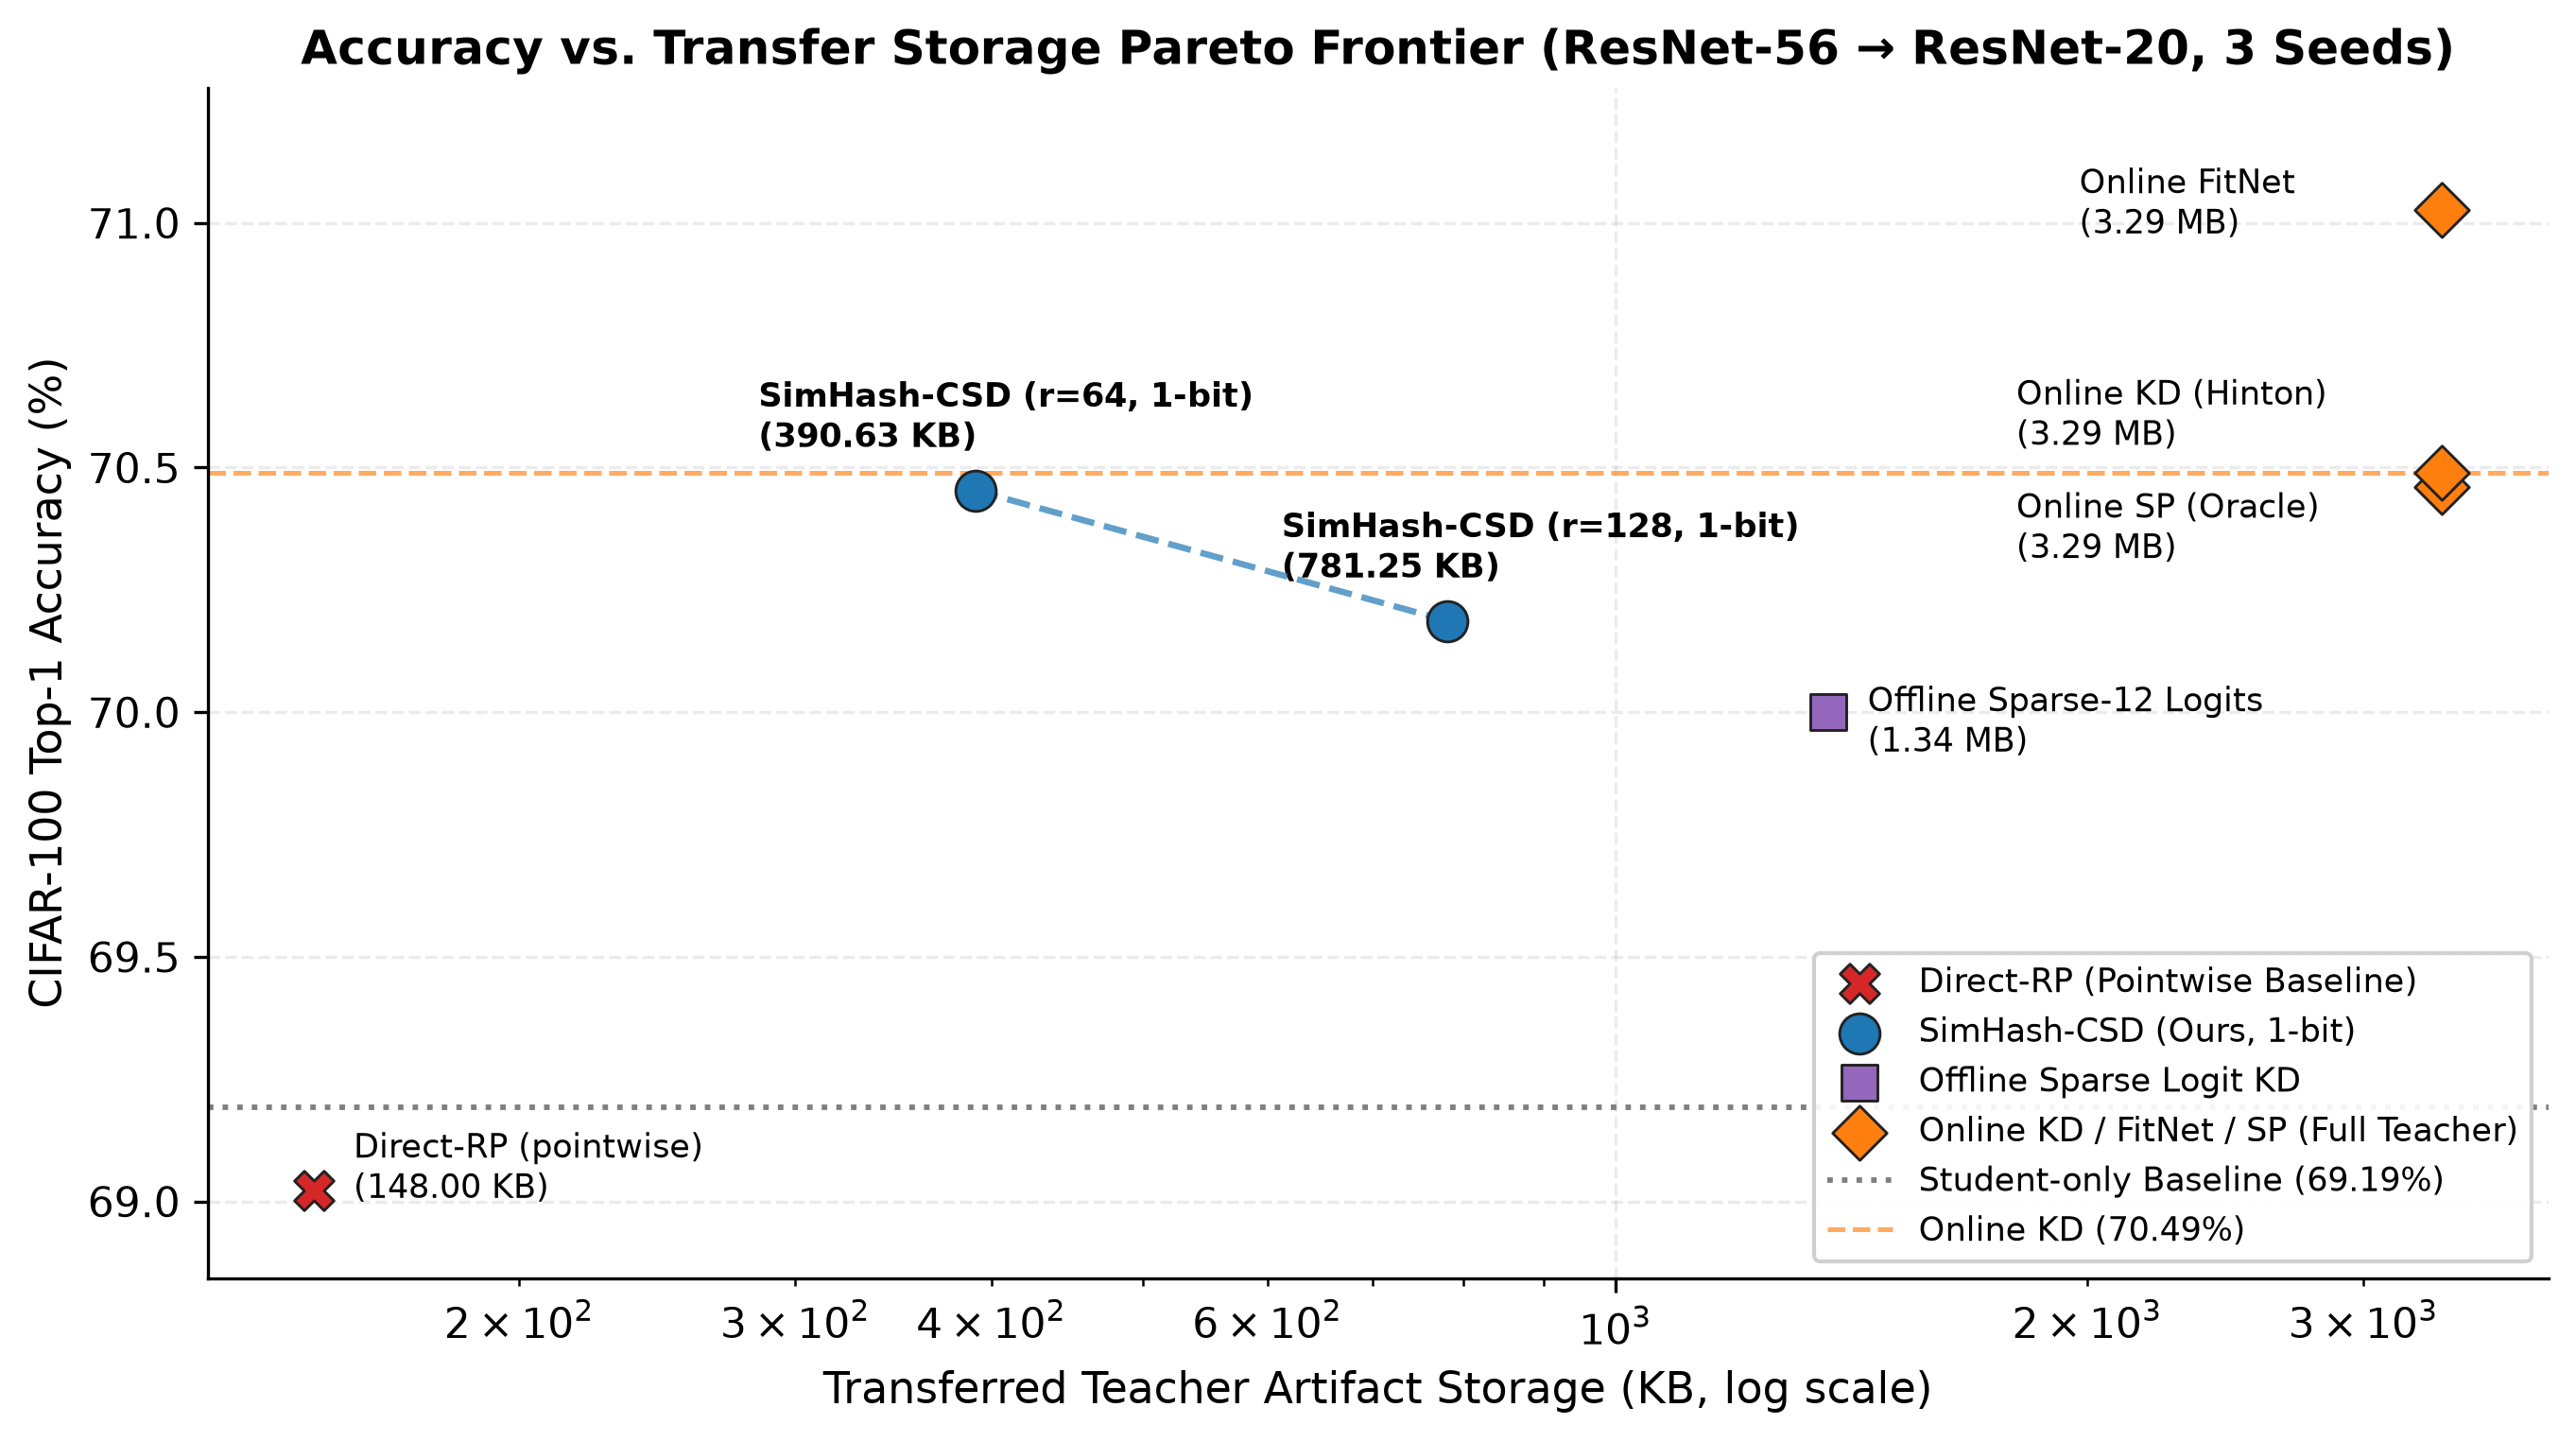 Accuracy vs. Transfer Storage Pareto Frontier (ResNet-56 → ResNet-20, 3 Seeds)
CIFAR-100 Top-1 Accuracy (%)
71.0
70.5
70.0
69.5
69.0
Online FitNet
(3.29 MB)
SimHash-CSD (r=64, 1-bit)
(390.63 KB)
Online KD (Hinton)
(3.29 MB)
SimHash-CSD (r=128, 1-bit)
(781.25 KB)
Online SP (Oracle)
(3.29 MB)
Offline Sparse-12 Logits
(1.34 MB)
Direct-RP (pointwise)
(148.00 KB)
Direct-RP (Pointwise Baseline)
SimHash-CSD (Ours, 1-bit)
Offline Sparse Logit KD
Online KD / FitNet / SP (Full Teacher)
Student-only Baseline (69.19%)
Online KD (70.49%)
2 × 10² 3 × 10² 4 × 10² 6 × 10² 10³ 2 × 10³ 3 × 10³
Transferred Teacher Artifact Storage (KB, log scale)